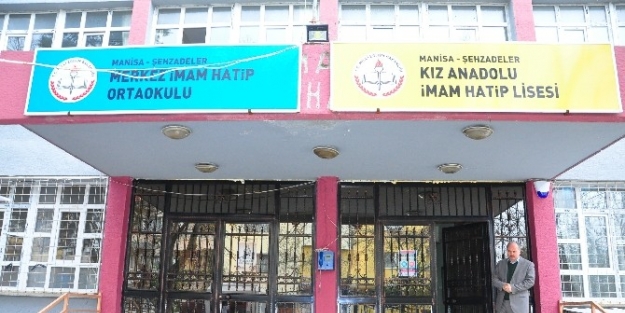 MANİSA - ŞEHZADELER
MERKEZ İMAM HATİP
ORTAOKULU
MANİSA - ŞEHZADELER
KIZ ANADOLU
İMAM HATİP LİSESİ